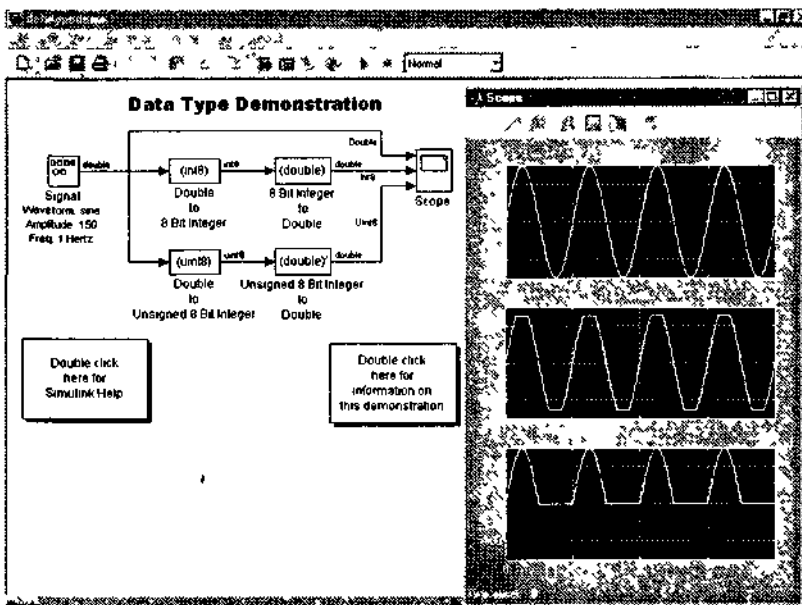 Normal
Data Type Demonstration
Scope
Double
double
(int8)
int8
(double)
double
Int8
Signal
Waveform. sine
Amplitude 150
Freq. 1 Hertz
Double
to
8 Bit Integer
8 Bit Integer
to
Double
Scope
(uint8)
uint8
(double)
double
Uint8
Double
to
Unsigned 8 Bit Integer
Unsigned 8 Bit Integer
to
Double
Double click
here for
Simulink Help
Double click
here for
information on
this demonstration